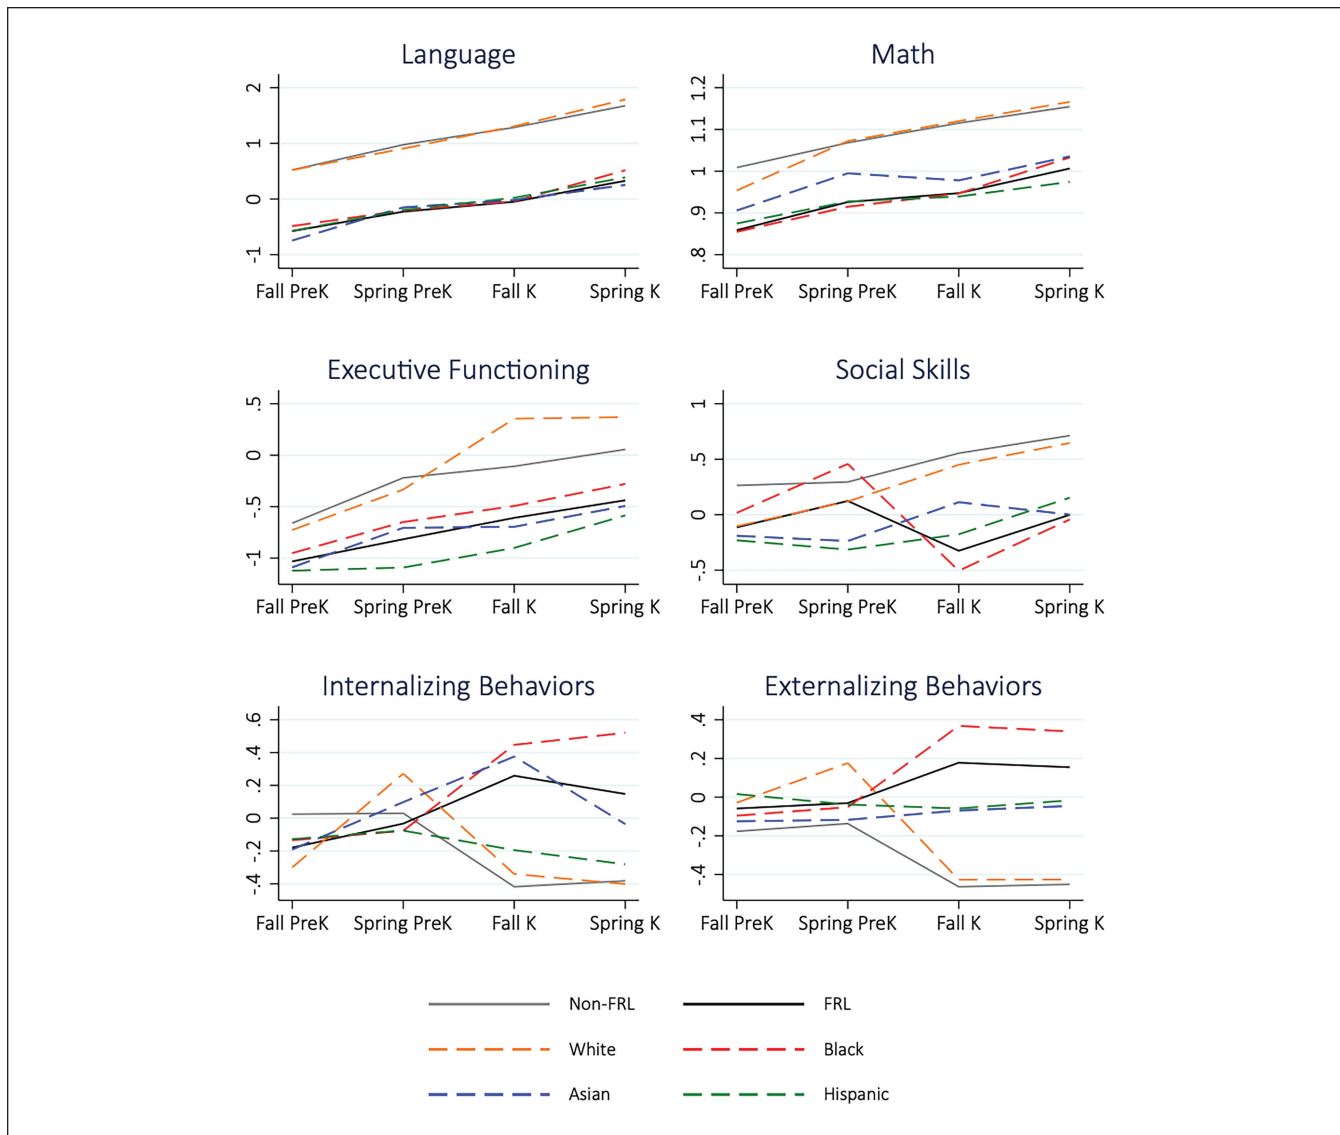 Language
2
1
0
-1
Fall PreK Spring PreK Fall K Spring K
Math
1.2
1.1
1
.9
.8
Fall PreK Spring PreK Fall K Spring K
Executive Functioning
.5
0
-.5
-1
Fall PreK Spring PreK Fall K Spring K
Social Skills
1
.5
0
-.5
Fall PreK Spring PreK Fall K Spring K
Internalizing Behaviors
.6
.4
.2
0
-.2
-.4
Fall PreK Spring PreK Fall K Spring K
Externalizing Behaviors
.4
.2
0
-.2
-.4
Fall PreK Spring PreK Fall K Spring K
Non-FRL FRL
White Black
Asian Hispanic